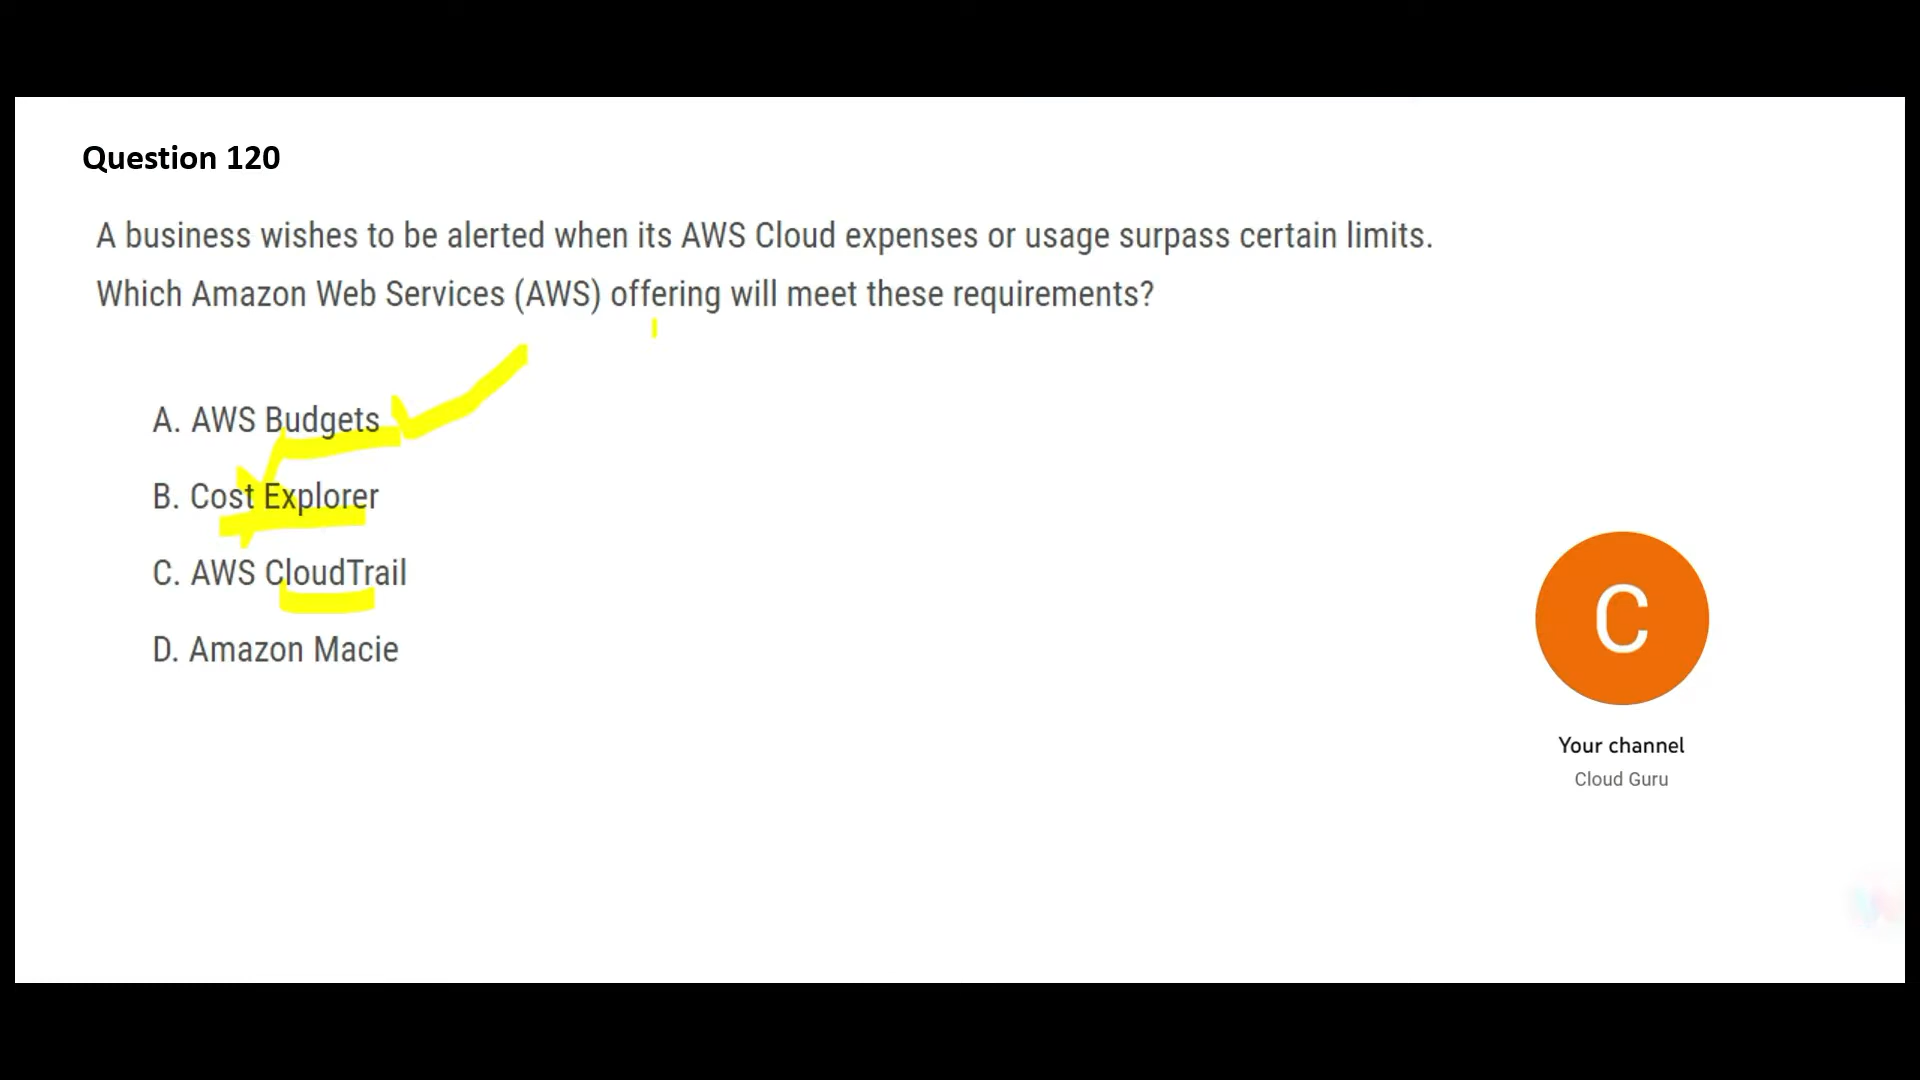 Question 120
A business wishes to be alerted when its AWS Cloud expenses or usage surpass certain limits.
Which Amazon Web Services (AWS) offering will meet these requirements?
A. AWS Budgets
B. Cost Explorer
C. AWS CloudTrail
D. Amazon Macie
C
Your channel
Cloud Guru